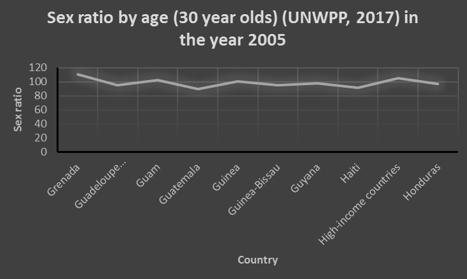 Sex ratio by age (30 year olds) (UNWPP, 2017) in
the year 2005
120
100
80
60
40
20
0
Sex ratio
Grenada
Guadeloupe...
Guam
Guatemala
Guinea
Guinea-Bissau
Guyana
Haiti
High-income countries
Honduras
Country